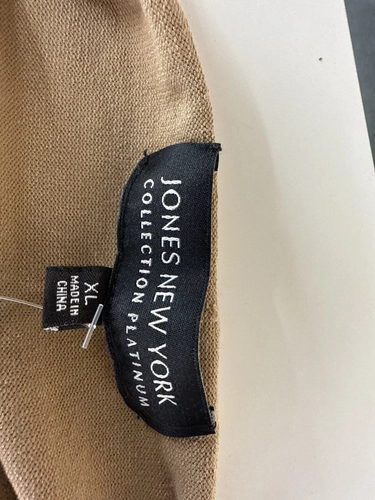 JONES NEW YORK
COLLECTION PLATINUM
XL
MADE IN
CHINA